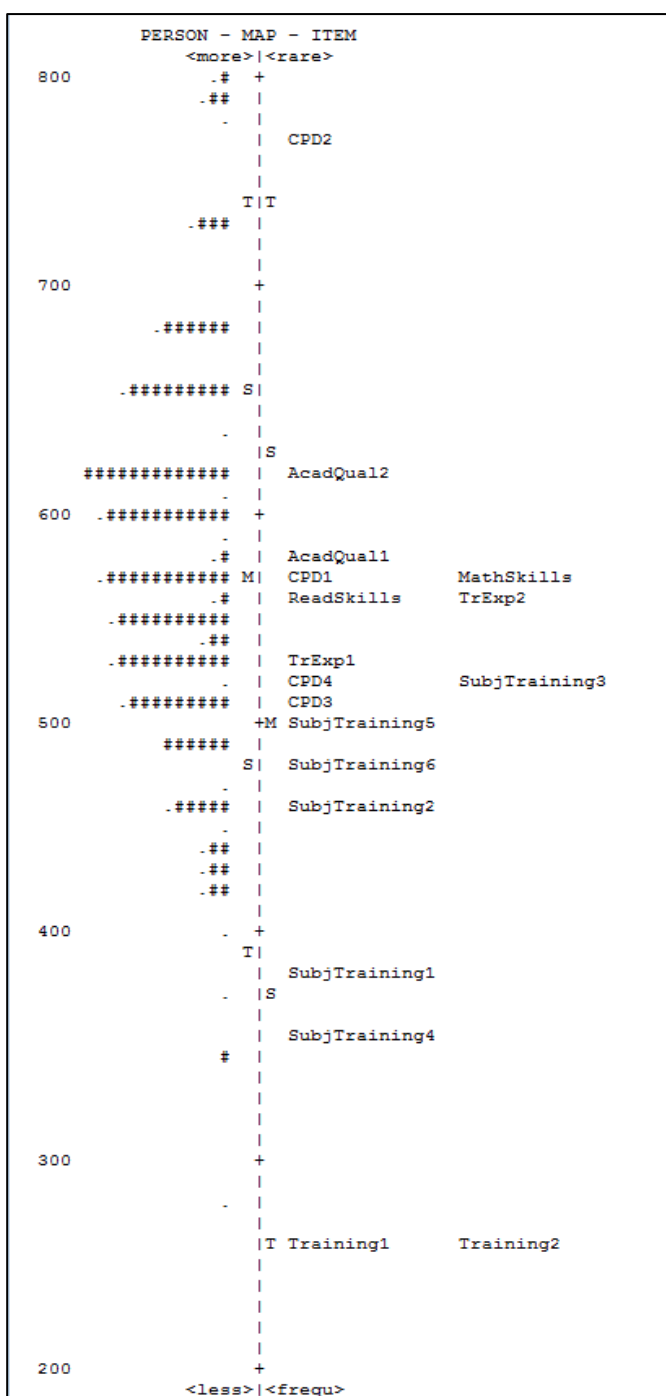 PERSON - MAP - ITEM
<more>|<rare>
800 .# +
.## |
. |
| CPD2
|
|
T|T
.### |
|
|
700 +
|
.###### |
|
|
.######### S|
|
. |
|S
############# | AcadQual2
. |
600 .########### +
. |
.# | AcadQual1
.########### M| CPD1 MathSkills
.# | ReadSkills TrExp2
.########## |
.## |
.########## | TrExp1
. | CPD4 SubjTraining3
.######### | CPD3
500 +M SubjTraining5
###### |
S| SubjTraining6
. |
.##### | SubjTraining2
. |
.## |
.## |
.## |
|
400 . +
T|
| SubjTraining1
. |S
|
| SubjTraining4
# |
|
|
|
|
300 +
|
. |
|
|T Training1 Training2
|
|
|
|
|
200 +
<less>|<frequ>